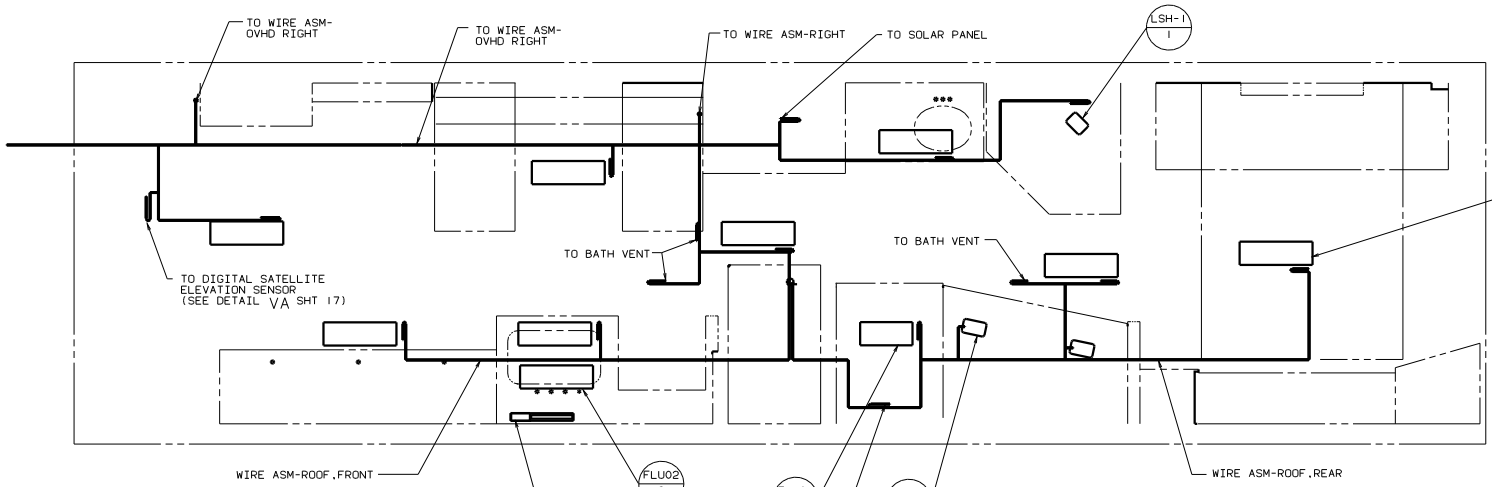 TO WIRE ASM-
OVHD RIGHT
TO WIRE ASM-
OVHD RIGHT
TO WIRE ASM-RIGHT
TO SOLAR PANEL
LSH-1
1
TO BATH VENT
TO BATH VENT
TO DIGITAL SATELLITE
ELEVATION SENSOR
(SEE DETAIL VA SHT 17)
WIRE ASM-ROOF,FRONT
FLU02
WIRE ASM-ROOF,REAR